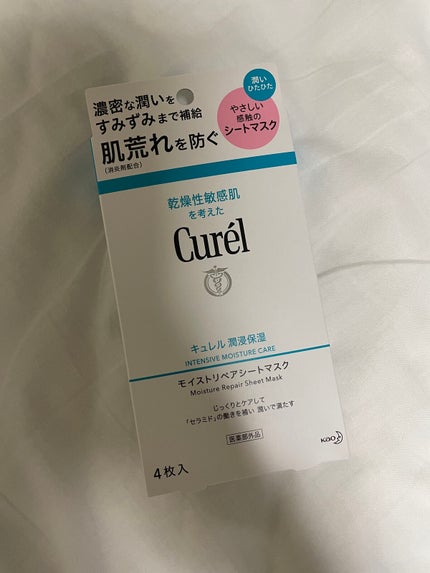 濃密な潤いを
すみずみまで補給
肌荒れを防ぐ
(消炎剤配合)
潤い
ひたひた
やさしい
感触の
シートマスク
乾燥性敏感肌
を考えた
Curél
キュレル 潤浸保湿
INTENSIVE MOISTURE CARE
モイストリペアシートマスク
Moisture Repair Sheet Mask
じっくりとケアして
「セラミド」の働きを補い 潤いで満たす
医薬部外品
4枚入
Kao